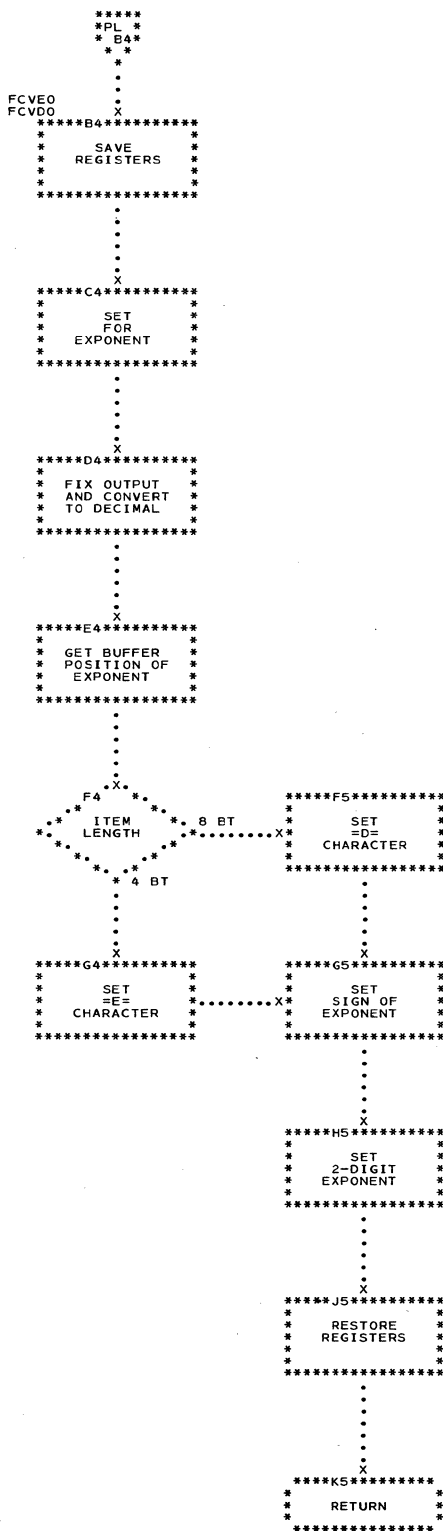 PL
B4
FCVEO
FCVDO
B4
SAVE
REGISTERS
C4
SET
FOR
EXPONENT
D4
FIX OUTPUT
AND CONVERT
TO DECIMAL
E4
GET BUFFER
POSITION OF
EXPONENT
F4
ITEM
LENGTH
8 BT
4 BT
F5
SET
=D=
CHARACTER
G4
SET
=E=
CHARACTER
G5
SET
SIGN OF
EXPONENT
H5
SET
2-DIGIT
EXPONENT
J5
RESTORE
REGISTERS
K5
RETURN